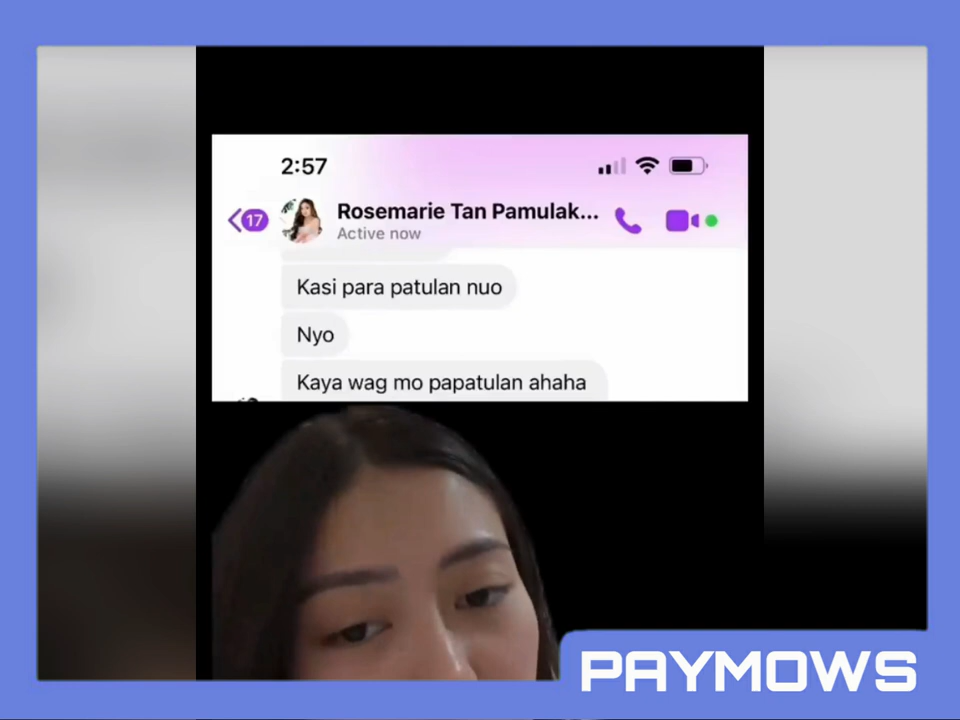 2:57
17
Rosemarie Tan Pamulak...
Active now
Kasi para patulan nuo
Nyo
Kaya wag mo papatulan ahaha
PAYMOWS